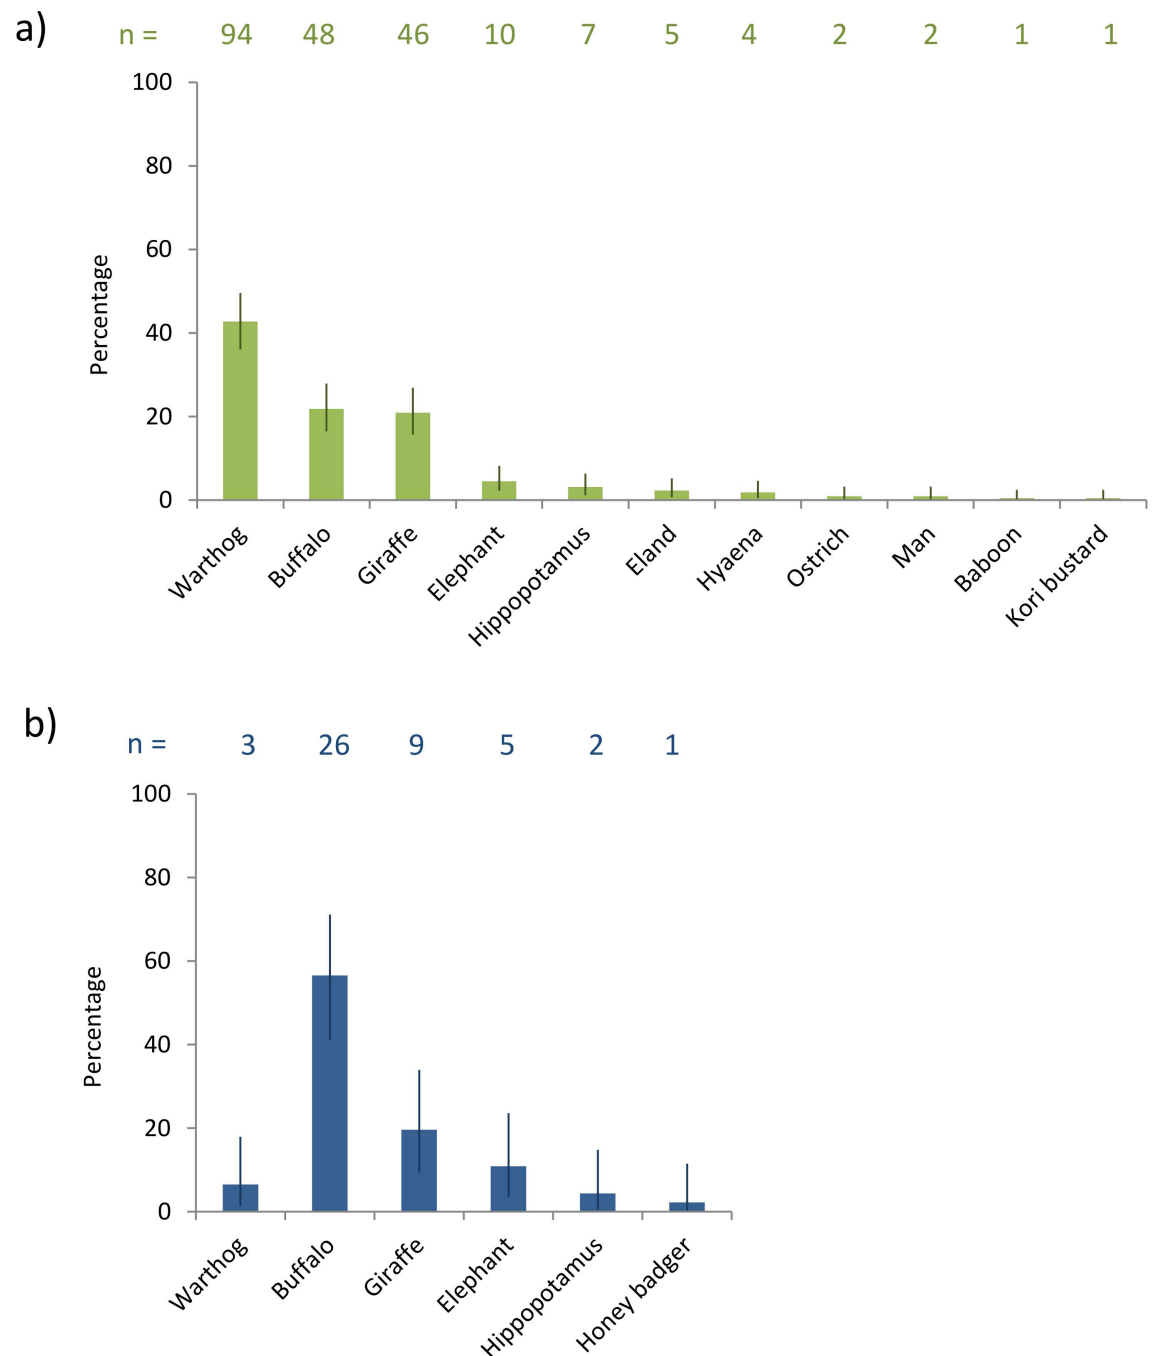 a)
n = 94 48 46 10 7 5 4 2 2 1 1
100
80
60
40
20
0
Percentage
Warthog
Buffalo
Giraffe
Elephant
Hippopotamus
Eland
Hyaena
Ostrich
Man
Baboon
Kori bustard
b)
n = 3 26 9 5 2 1
100
80
60
40
20
0
Percentage
Warthog
Buffalo
Giraffe
Elephant
Hippopotamus
Honey badger